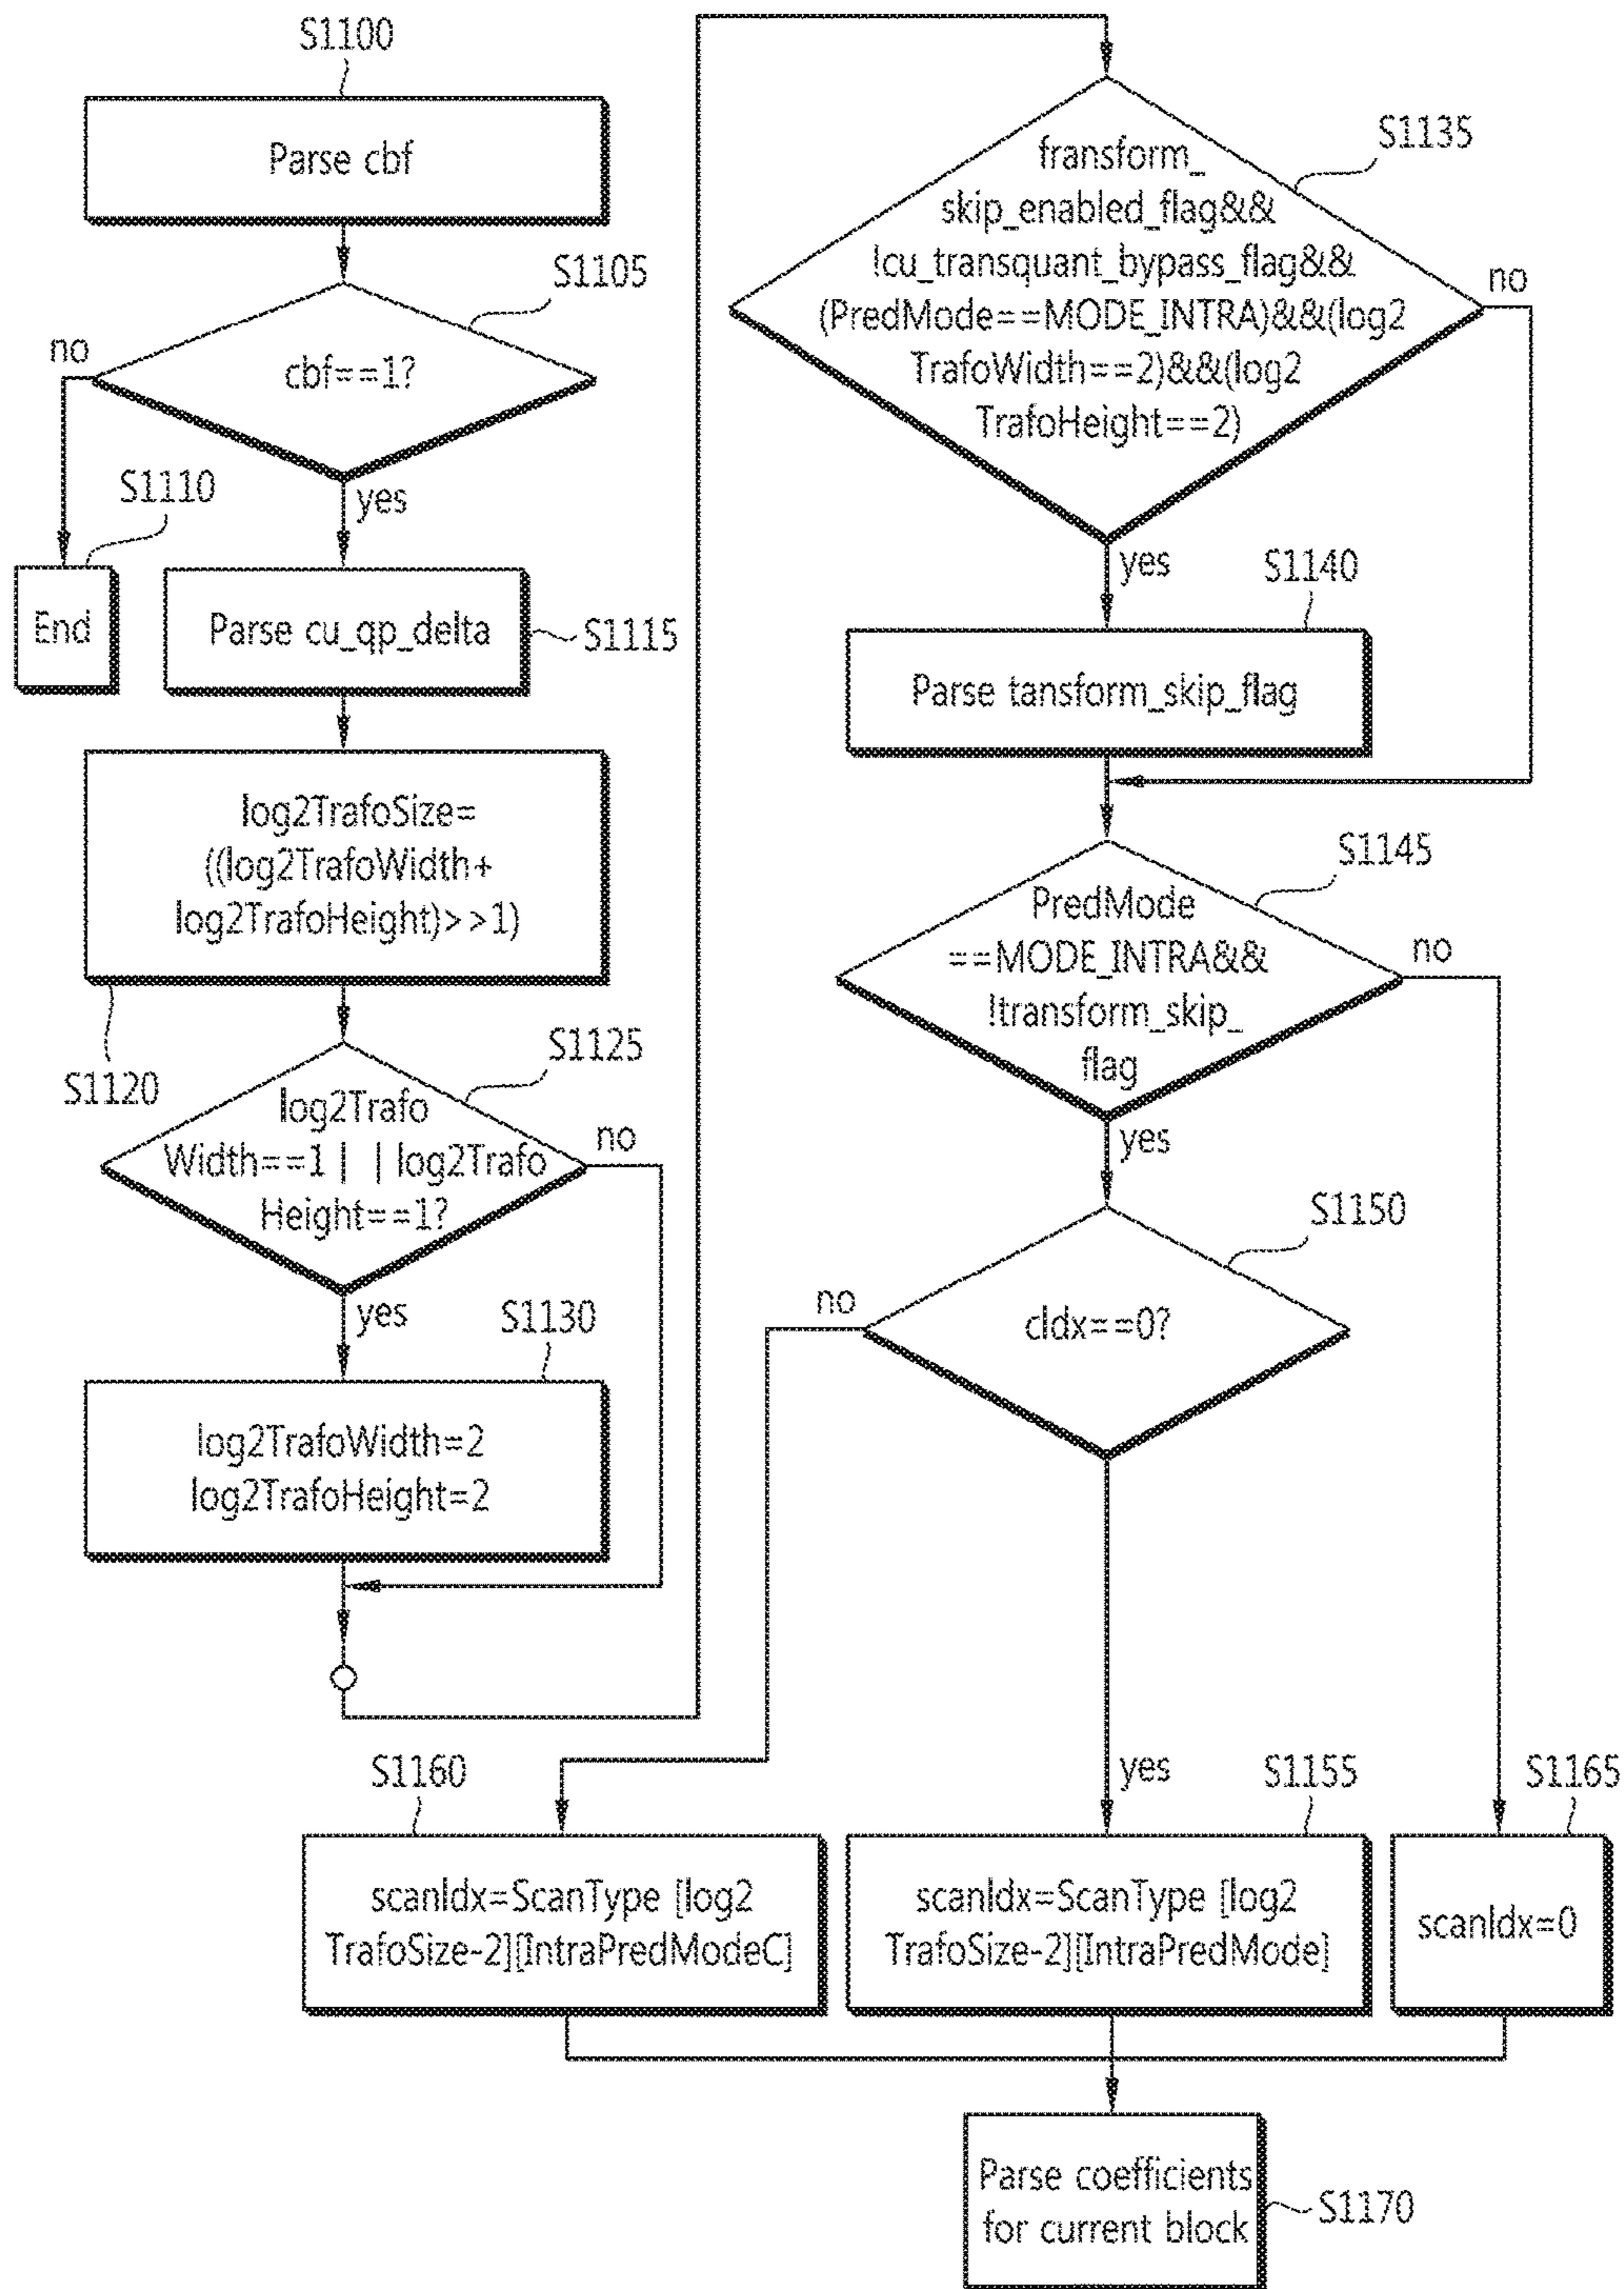 S1100
Parse cbf
S1105
no
cbf==1?
yes
S1110
End
Parse cu_qp_delta
S1115
log2TrafoSize=
((log2TrafoWidth+
log2TrafoHeight)>>1)
S1120
S1125
log2Trafo
Width==1 | | log2Trafo
Height==1?
no
yes
S1130
log2TrafoWidth=2
log2TrafoHeight=2
S1135
fransform_
skip_enabled_flag&&
!cu_transquant_bypass_flag&&
(PredMode==MODE_INTRA)&&(log2
TrafoWidth==2)&&(log2
TrafoHeight==2)
no
yes
S1140
Parse tansform_skip_flag
S1145
PredMode
==MODE_INTRA&&
!transform_skip_
flag
no
yes
S1150
no
cIdx==0?
yes
S1160
scanIdx=ScanType [log2
TrafoSize-2][IntraPredModeC]
S1155
scanIdx=ScanType [log2
TrafoSize-2][IntraPredMode]
S1165
scanIdx=0
Parse coefficients
for current block
S1170